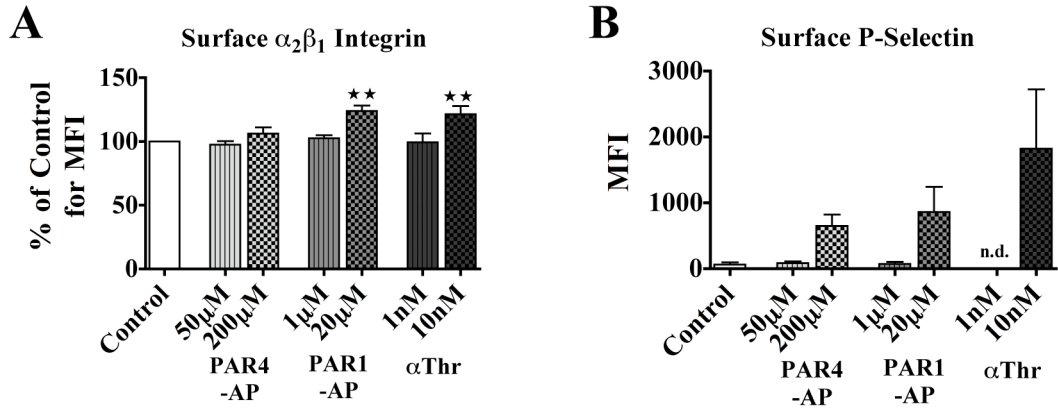 A
Surface α₂β₁ Integrin
% of Control
for MFI
150
100
50
0
★★
★★
Control
50μM
200μM
1μM
20μM
1nM
10nM
PAR4
-AP
PAR1
-AP
αThr
B
Surface P-Selectin
MFI
3000
2000
1000
0
n.d.
Control
50μM
200μM
1μM
20μM
1nM
10nM
PAR4
-AP
PAR1
-AP
αThr